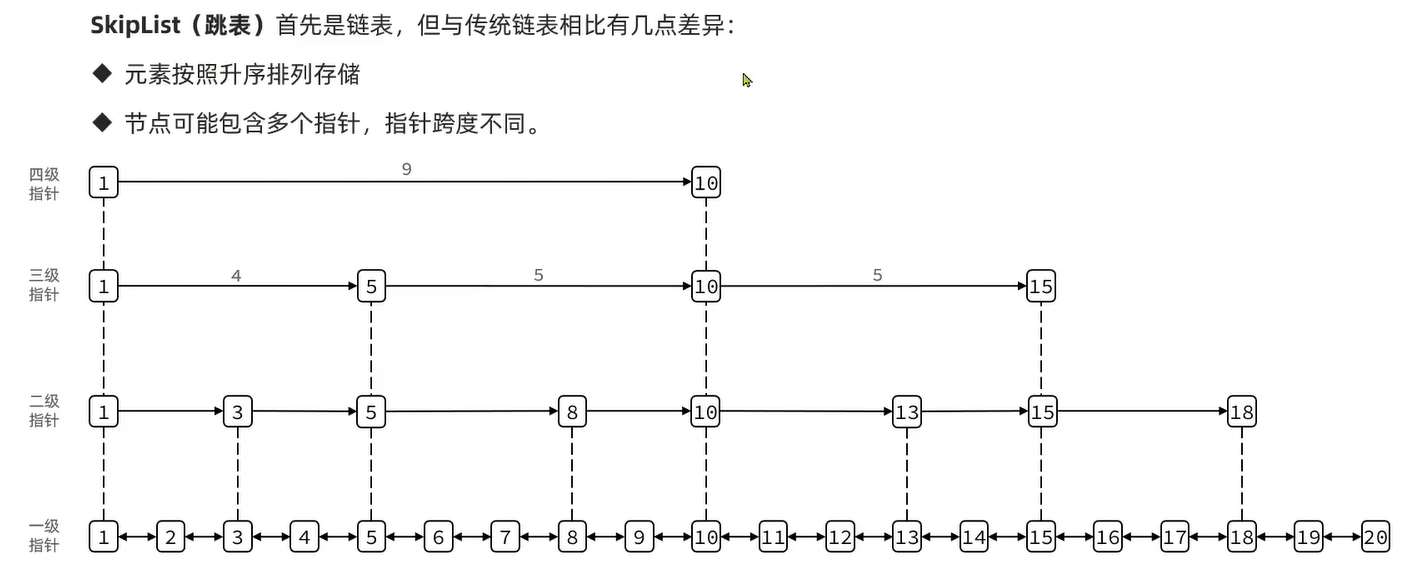 SkipList（跳表）首先是链表，但与传统链表相比有几点差异：
元素按照升序排列存储
节点可能包含多个指针，指针跨度不同。
四级
指针
1 9 10
三级
指针
1 4 5 5 10 5 15
二级
指针
1 3 5 8 10 13 15 18
一级
指针
1 2 3 4 5 6 7 8 9 10 11 12 13 14 15 16 17 18 19 20